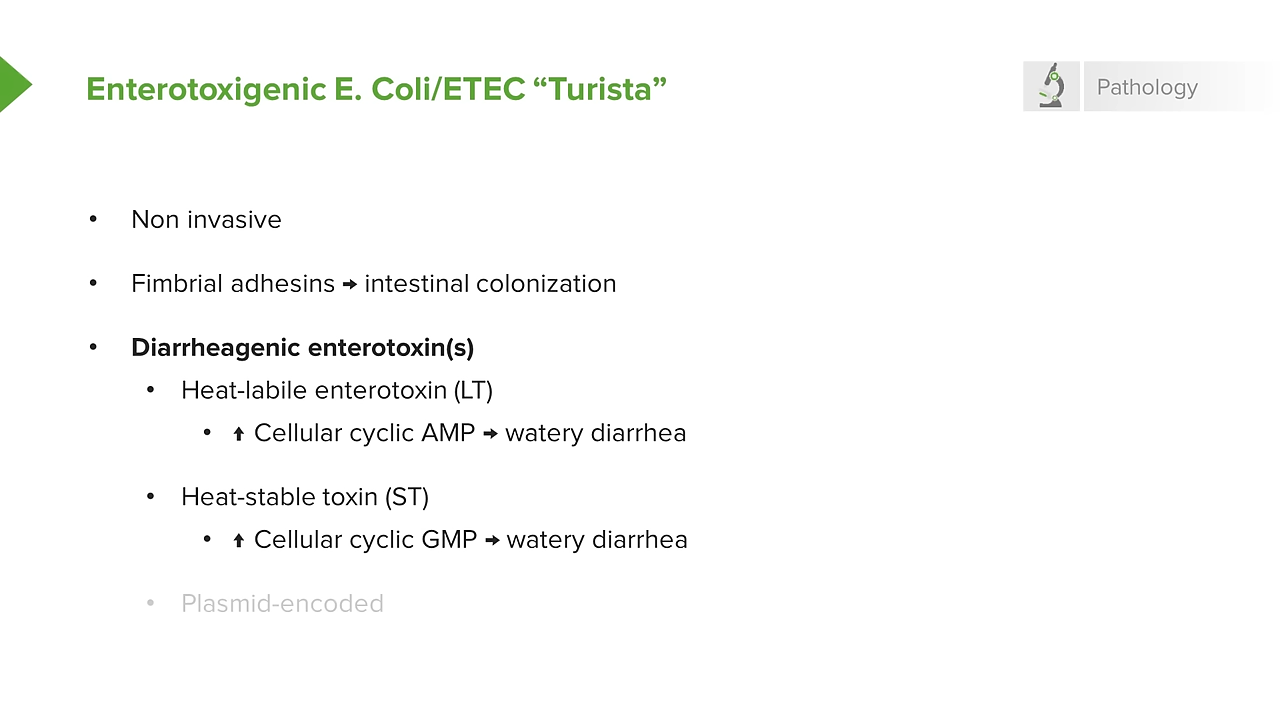 Enterotoxigenic E. Coli/ETEC “Turista”
Pathology
• Non invasive
• Fimbrial adhesins → intestinal colonization
• Diarrheagenic enterotoxin(s)
• Heat-labile enterotoxin (LT)
• ↑ Cellular cyclic AMP → watery diarrhea
• Heat-stable toxin (ST)
• ↑ Cellular cyclic GMP → watery diarrhea
• Plasmid-encoded